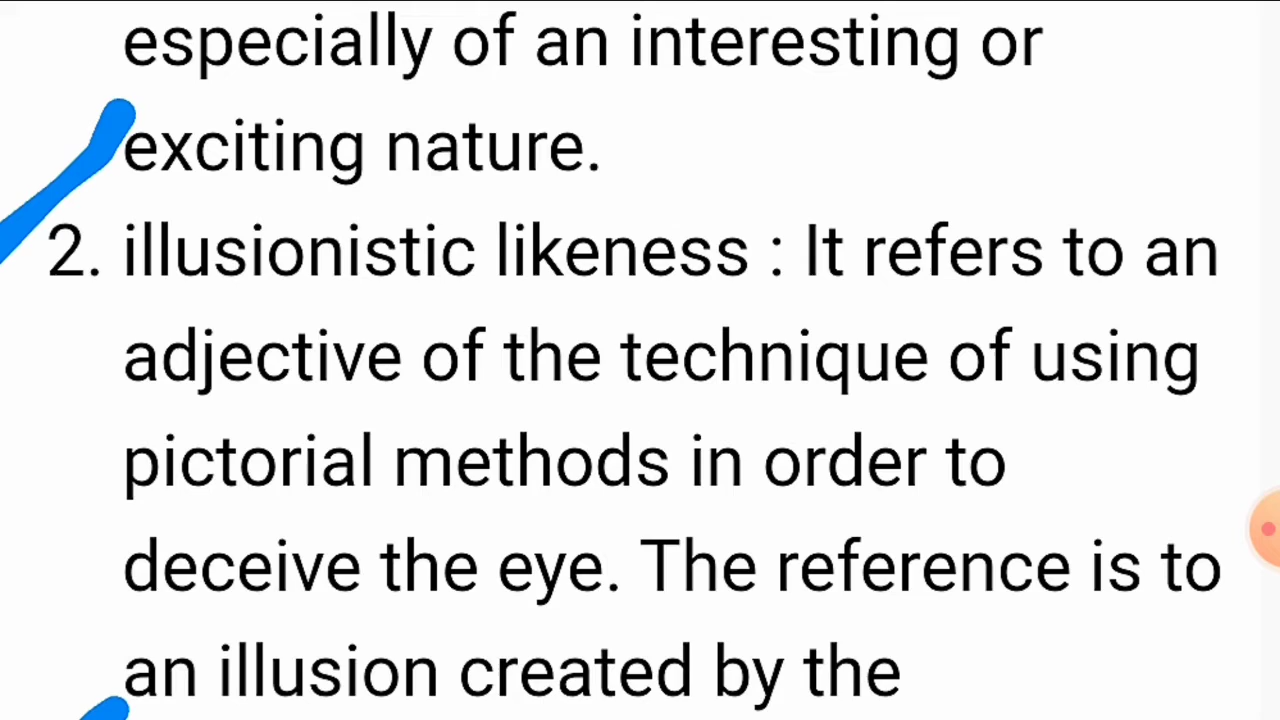 especially of an interesting or
exciting nature.
2. illusionistic likeness : It refers to an
adjective of the technique of using
pictorial methods in order to
deceive the eye. The reference is to
an illusion created by the